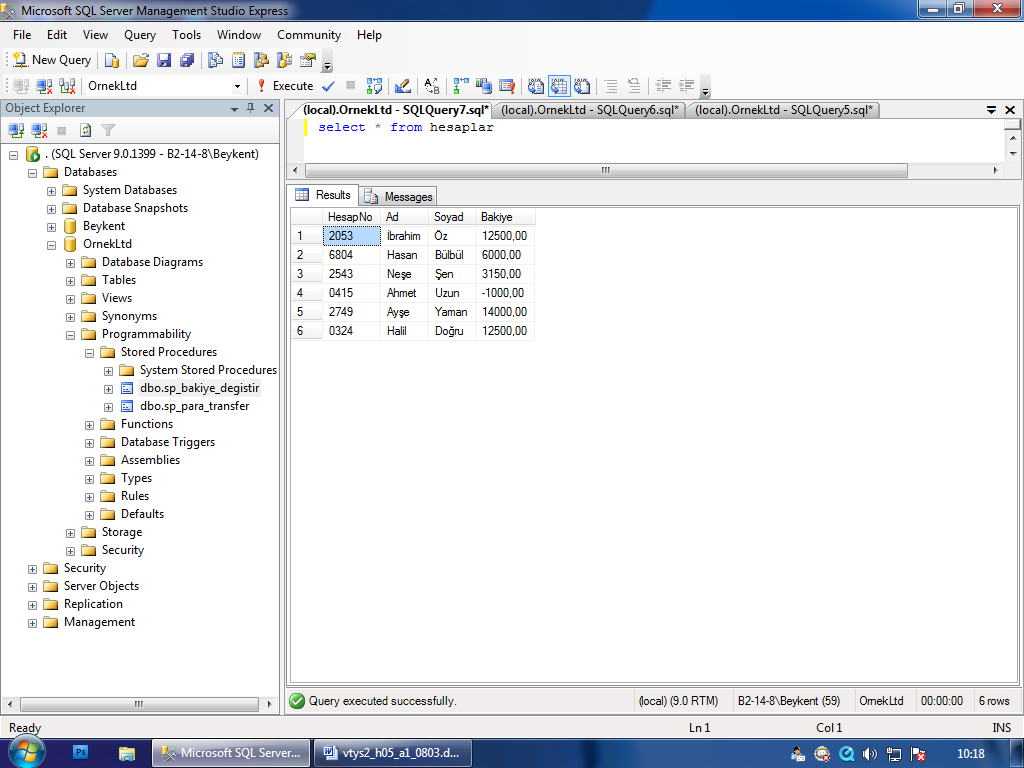 Microsoft SQL Server Management Studio Express
File Edit View Query Tools Window Community Help
New Query
OrnekLtd Execute
Object Explorer
(local).OrnekLtd - SQLQuery7.sql* (local).OrnekLtd - SQLQuery6.sql* (local).OrnekLtd - SQLQuery5.sql*
select * from hesaplar
. (SQL Server 9.0.1399 - B2-14-8\Beykent)
Databases
System Databases
Database Snapshots
Beykent
OrnekLtd
Database Diagrams
Tables
Views
Synonyms
Programmability
Stored Procedures
System Stored Procedures
dbo.sp_bakiye_degistir
dbo.sp_para_transfer
Functions
Database Triggers
Assemblies
Types
Rules
Defaults
Storage
Security
Security
Server Objects
Replication
Management
Results Messages
HesapNo Ad Soyad Bakiye
1 2053 İbrahim Öz 12500,00
2 6804 Hasan Bülbül 6000,00
3 2543 Neşe Şen 3150,00
4 0415 Ahmet Uzun -1000,00
5 2749 Ayşe Yaman 14000,00
6 0324 Halil Doğru 12500,00
Query executed successfully. (local) (9.0 RTM) B2-14-8\Beykent (59) OrnekLtd 00:00:00 6 rows
Ready Ln 1 Col 1 INS
Ps Microsoft SQL Server... vtys2_h05_a1_0803.d... 10:18